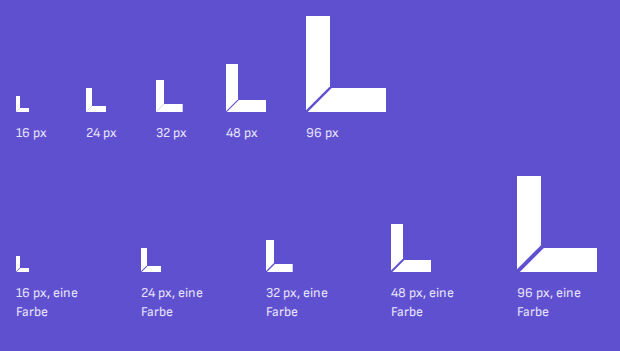 16 px
24 px
32 px
48 px
96 px
16 px, eine
Farbe
24 px, eine
Farbe
32 px, eine
Farbe
48 px, eine
Farbe
96 px, eine
Farbe